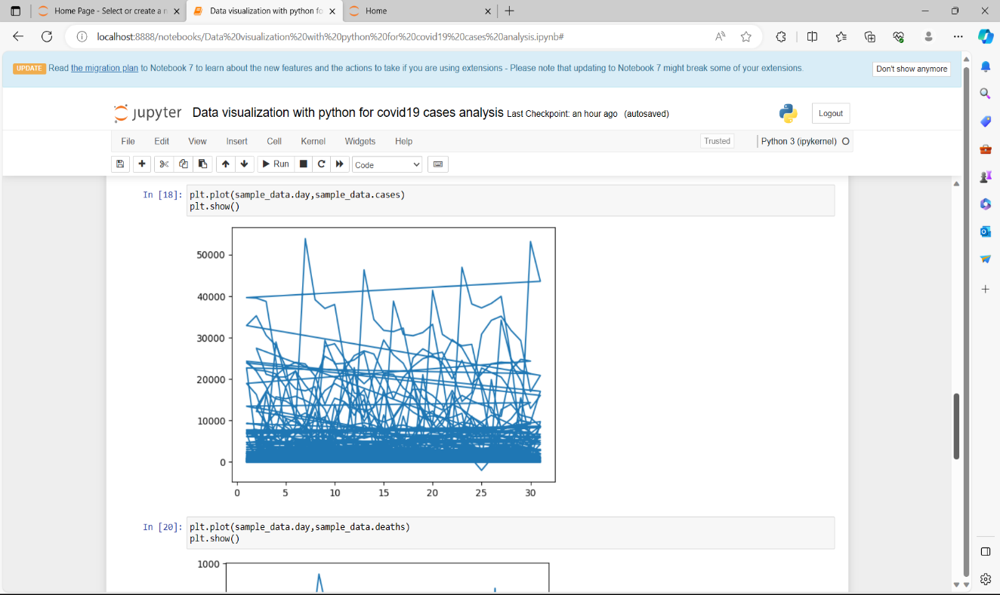 Home Page - Select or create a n
Data visualization with python fo
Home
localhost:8888/notebooks/Data%20visualization%20with%20python%20for%20covid19%20cases%20analysis.ipynb#
UPDATE Read the migration plan to Notebook 7 to learn about the new features and the actions to take if you are using extensions - Please note that updating to Notebook 7 might break some of your extensions.
Don't show anymore
jupyter Data visualization with python for covid19 cases analysis Last Checkpoint: an hour ago (autosaved)
Logout
File Edit View Insert Cell Kernel Widgets Help
Trusted
Python 3 (ipykernel)
Run
Code
In [18]: plt.plot(sample_data.day,sample_data.cases)
plt.show()
50000
40000
30000
20000
10000
0
0 5 10 15 20 25 30
In [20]: plt.plot(sample_data.day,sample_data.deaths)
plt.show()
1000